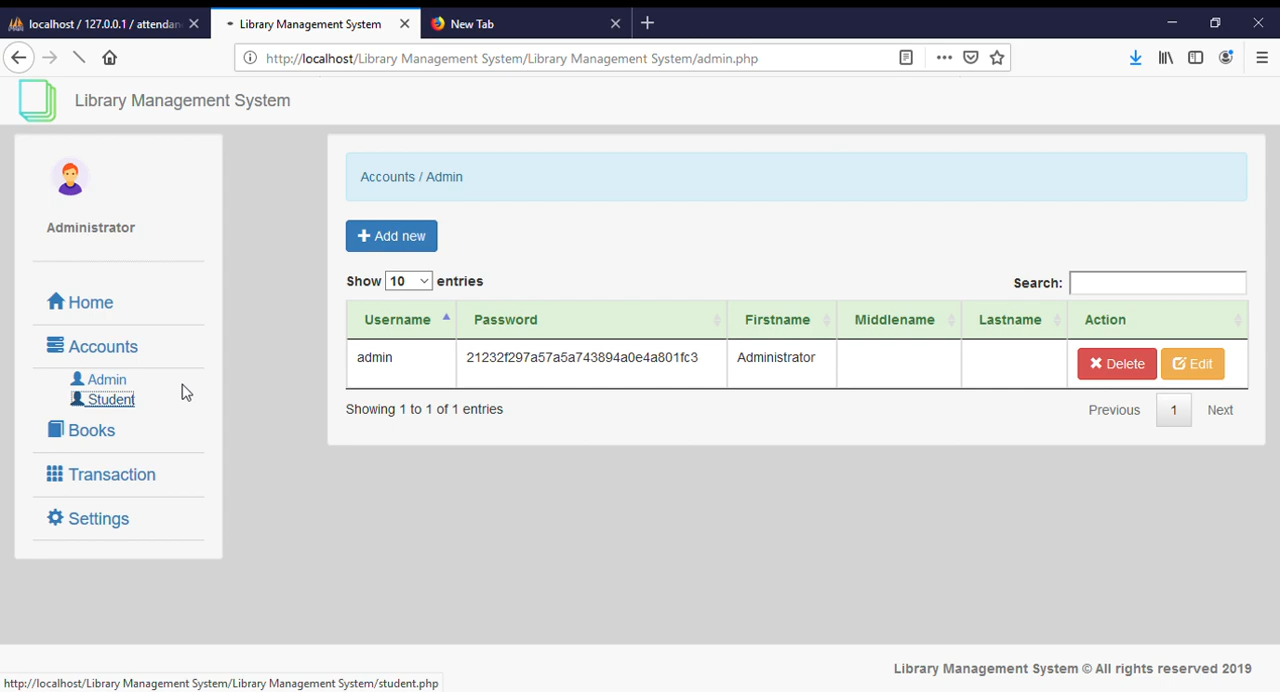 localhost / 127.0.0.1 / attendan
Library Management System
New Tab
http://localhost/Library Management System/Library Management System/admin.php
Library Management System
Administrator
Home
Accounts
Admin
Student
Books
Transaction
Settings
Accounts / Admin
Add new
Show 10 entries
Search:
Username Password Firstname Middlename Lastname Action
admin 21232f297a57a5a743894a0e4a801fc3 Administrator Delete Edit
Showing 1 to 1 of 1 entries
Previous 1 Next
Library Management System © All rights reserved 2019
http://localhost/Library Management System/Library Management System/student.php